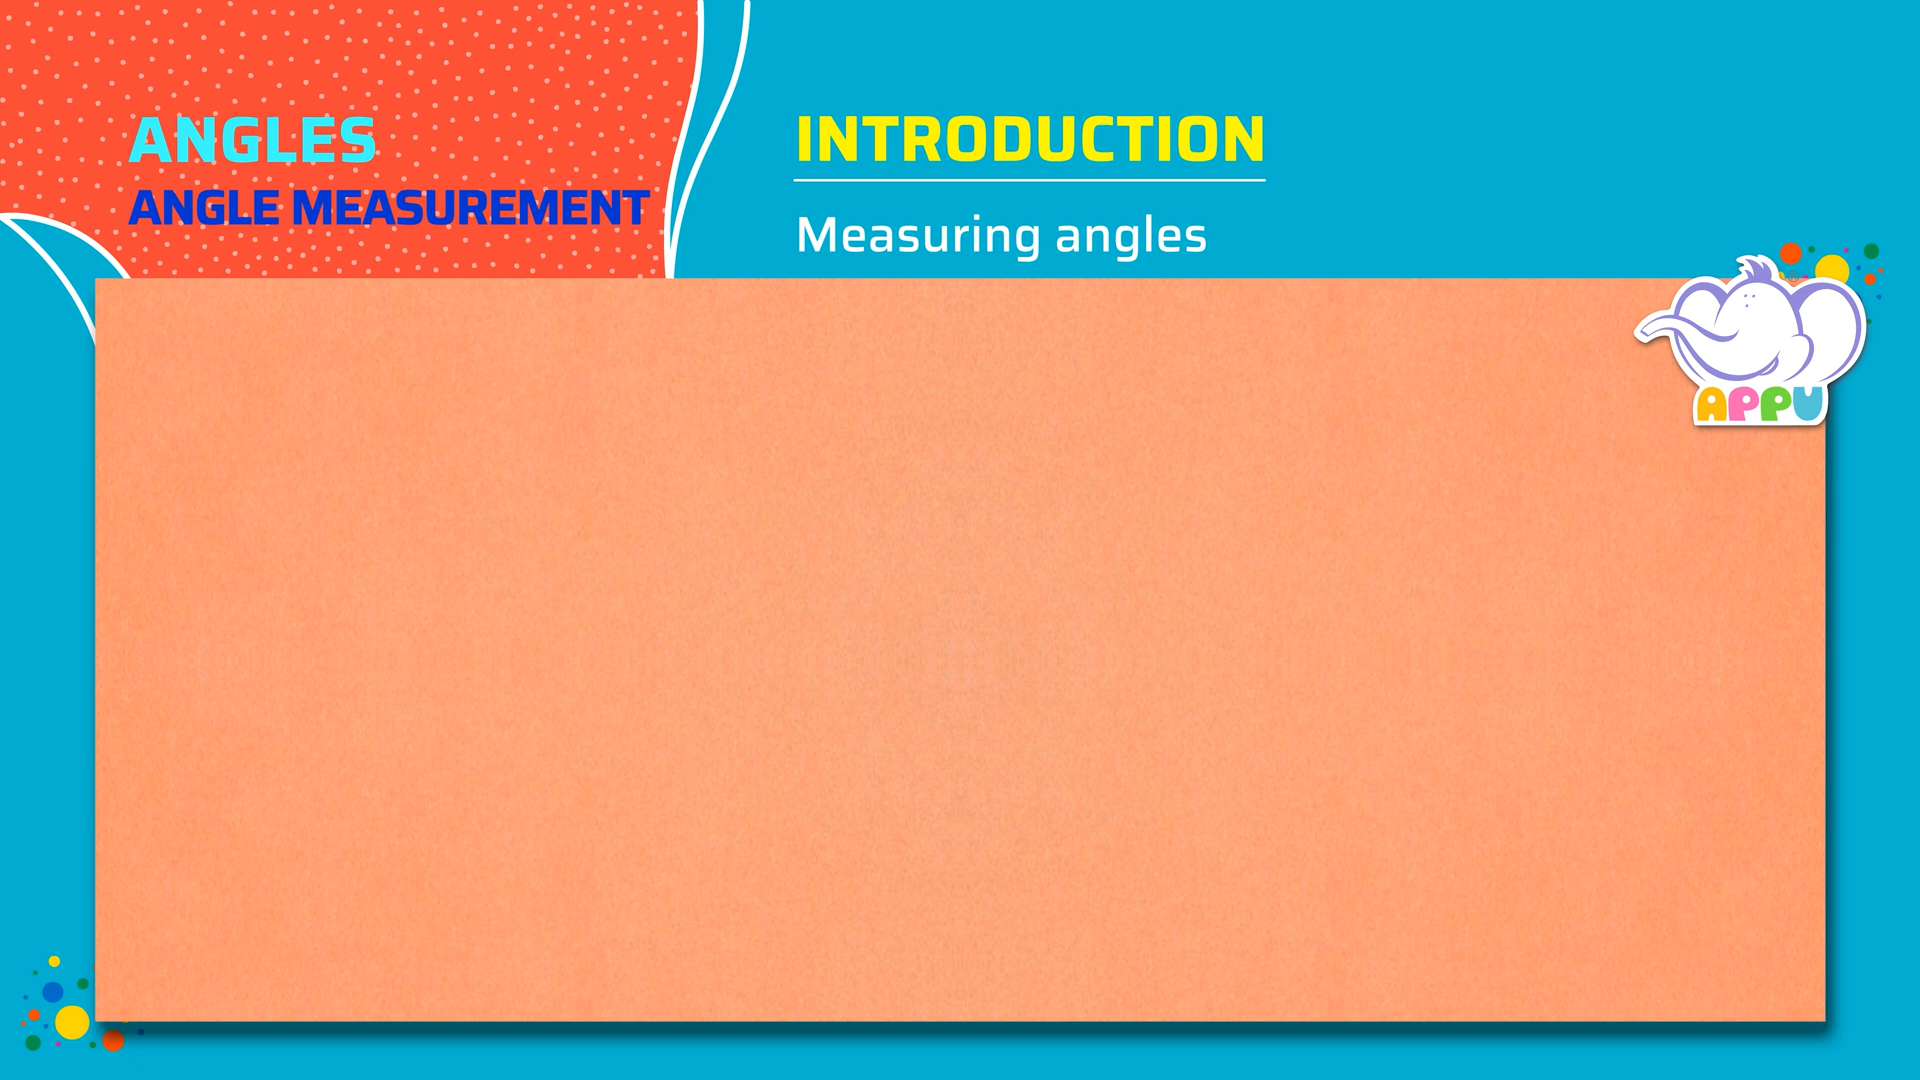 ANGLES
ANGLE MEASUREMENT
INTRODUCTION
Measuring angles
APPU